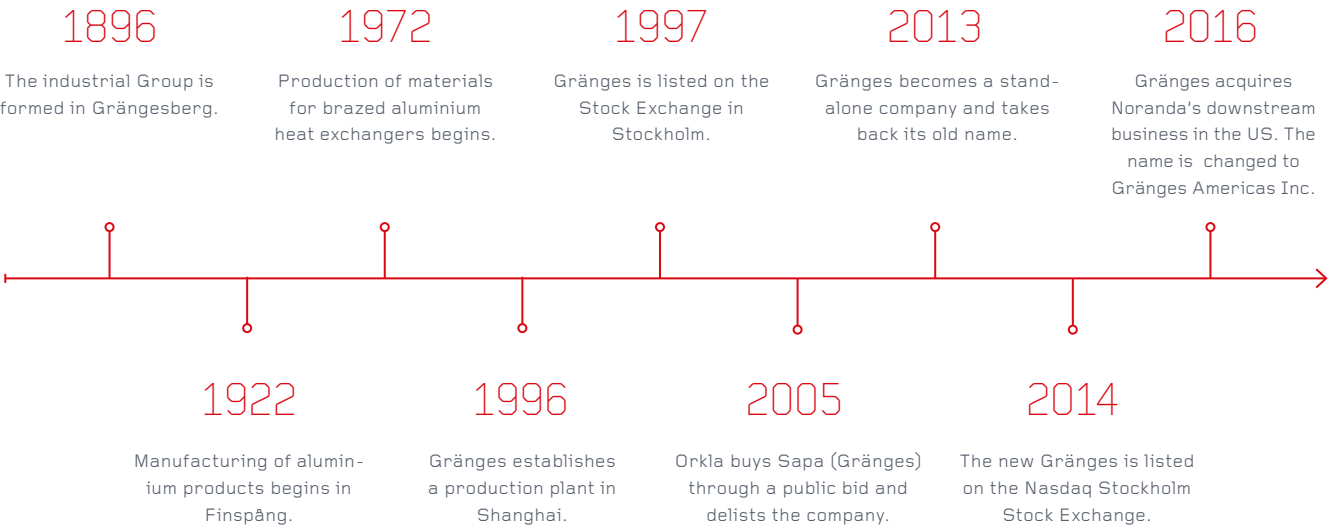 1896
The industrial Group is
formed in Grängesberg.
1972
Production of materials
for brazed aluminium
heat exchangers begins.
1997
Gränges is listed on the
Stock Exchange in
Stockholm.
2013
Gränges becomes a stand-
alone company and takes
back its old name.
2016
Gränges acquires
Noranda's downstream
business in the US. The
name is changed to
Gränges Americas Inc.
1922
Manufacturing of alumin-
ium products begins in
Finspång.
1996
Gränges establishes
a production plant in
Shanghai.
2005
Orkla buys Sapa (Gränges)
through a public bid and
delists the company.
2014
The new Gränges is listed
on the Nasdaq Stockholm
Stock Exchange.